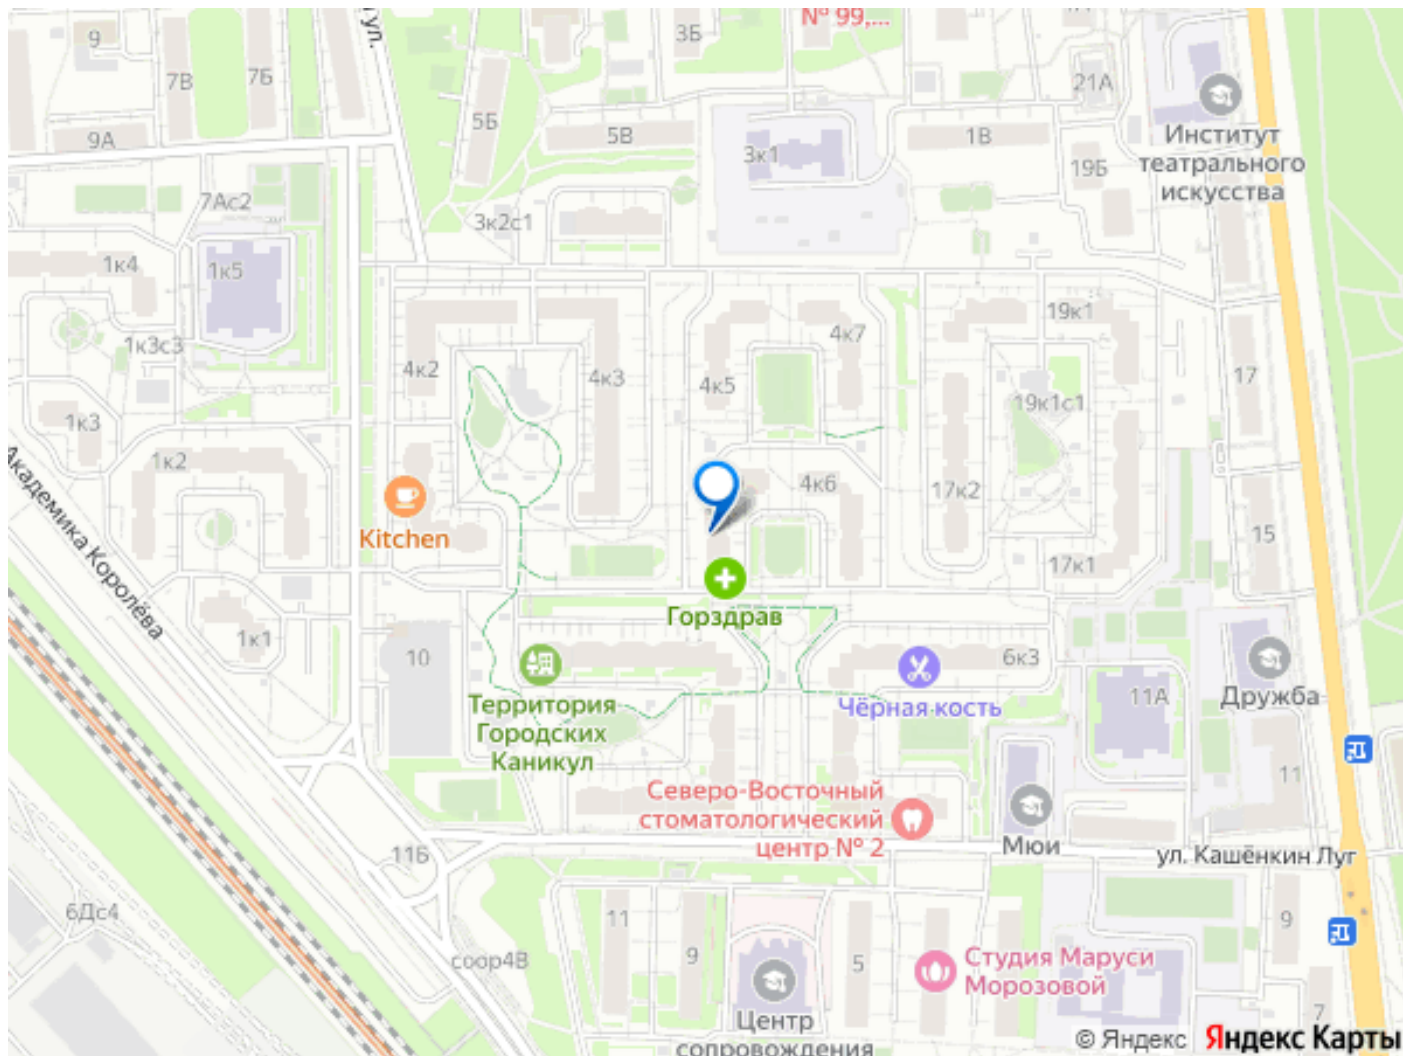 № 99,...
ул.
9
3Б
7В
7Б
21А
5Б
5В
1В
9А
3к1
Институт
театрального
искусства
19Б
7Ас2
3к2с1
1к4
1к5
19к1
4к7
1к3с3
4к2
4к3
4к5
17
19к1с1
1к3
1к2
4к6
17к2
Академика Королёва
Kitchen
15
17к1
Горздрав
1к1
10
6к3
Территория
Городских
Каникул
Чёрная кость
11А
Дружба
11
Северо-Восточный
стоматологический
центр № 2
Мюи
ул. Кашёнкин Луг
11Б
6Дс4
11
9
5
9
соор4В
Студия Маруси
Морозовой
7
Центр
сопровождения
© Яндекс Яндекс Карты